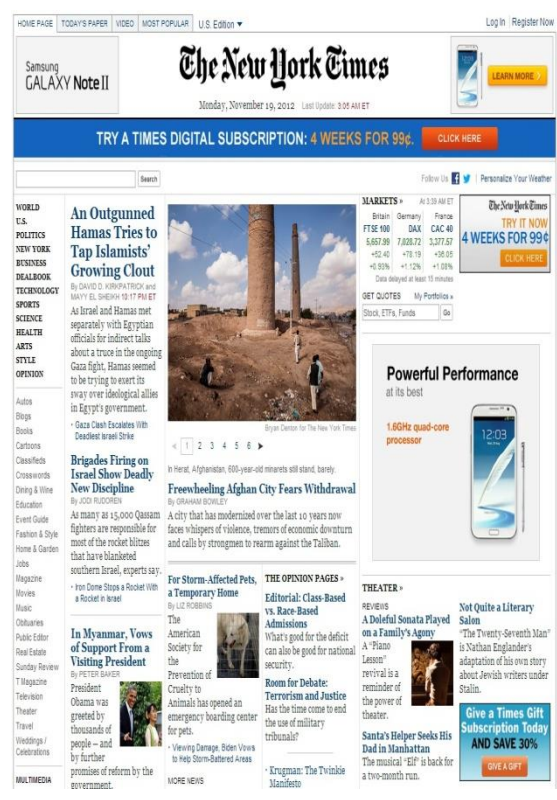 HOME PAGE TODAY'S PAPER VIDEO MOST POPULAR U.S. Edition ▼
Log In Register Now
Samsung
GALAXY Note II
The New York Times
Monday, November 19, 2012 Last Update: 3:05 AM ET
LEARN MORE
TRY A TIMES DIGITAL SUBSCRIPTION: 4 WEEKS FOR 99¢. CLICK HERE
Search
Follow Us Personalize Your Weather
WORLD
U.S.
POLITICS
NEW YORK
BUSINESS
DEALBOOK
TECHNOLOGY
SPORTS
SCIENCE
HEALTH
ARTS
STYLE
OPINION
Autos
Blogs
Books
Cartoons
Classifieds
Crosswords
Dining & Wine
Education
Event Guide
Fashion & Style
Home & Garden
Jobs
Magazine
Movies
Music
Obituaries
Public Editor
Real Estate
Sunday Review
T Magazine
Television
Theater
Travel
Weddings /
Celebrations
MULTIMEDIA
An Outgunned
Hamas Tries to
Tap Islamists'
Growing Clout
By DAVID D. KIRKPATRICK and
MAYY EL SHEIKH 10:17 PM ET
As Israel and Hamas met
separately with Egyptian
officials for indirect talks
about a truce in the ongoing
Gaza fight, Hamas seemed
to be trying to exert its
sway over ideological allies
in Egypt's government.
• Gaza Clash Escalates With
Deadliest Israeli Strike
Brigades Firing on
Israel Show Deadly
New Discipline
By JODI RUDOREN
As many as 15,000 Qassam
fighters are responsible for
most of the rocket blitzes
that have blanketed
southern Israel, experts say.
• Iron Dome Stops a Rocket With
a Rocket in Israel
In Myanmar, Vows
of Support From a
Visiting President
By PETER BAKER
President
Obama was
greeted by
thousands of
people – and
by further
promises of reform by the
government.
Bryan Denton for The New York Times
1 2 3 4 5 6
In Herat, Afghanistan, 600-year-old minarets still stand, barely.
Freewheeling Afghan City Fears Withdrawal
By GRAHAM BOWLEY
A city that has modernized over the last 10 years now
faces whispers of violence, tremors of economic downturn
and calls by strongmen to rearm against the Taliban.
For Storm-Affected Pets,
a Temporary Home
By LIZ ROBBINS
The
American
Society for
the
Prevention of
Cruelty to
Animals has opened an
emergency boarding center
for pets.
• Viewing Damage, Biden Vows
to Help Storm-Battered Areas
MORE NEWS
THE OPINION PAGES »
Editorial: Class-Based
vs. Race-Based
Admissions
What's good for the deficit
can also be good for national
security.
Room for Debate:
Terrorism and Justice
Has the time come to end
the use of military
tribunals?
• Krugman: The Twinkie
Manifesto
MARKETS » At 3:39 AM ET
Britain Germany France
FTSE 100 DAX CAC 40
5,657.99 7,028.72 3,377.57
+52.40 +78.19 +36.05
+0.93% +1.12% +1.08%
Data delayed at least 15 minutes
GET QUOTES My Portfolios »
Stock, ETFs, Funds Go
The New York Times
TRY IT NOW
4 WEEKS FOR 99¢
CLICK HERE
Powerful Performance
at its best
1.6GHz quad-core
processor
12:03
THEATER »
REVIEWS
A Doleful Sonata Played
on a Family's Agony
A "Piano
Lesson"
revival is a
reminder of
the power of
theater.
Santa's Helper Seeks His
Dad in Manhattan
The musical "Elf" is back for
a two-month run.
Not Quite a Literary
Salon
"The Twenty-Seventh Man"
is Nathan Englander's
adaptation of his own story
about Jewish writers under
Stalin.
Give a Times Gift
Subscription Today
AND SAVE 30%
GIVE A GIFT